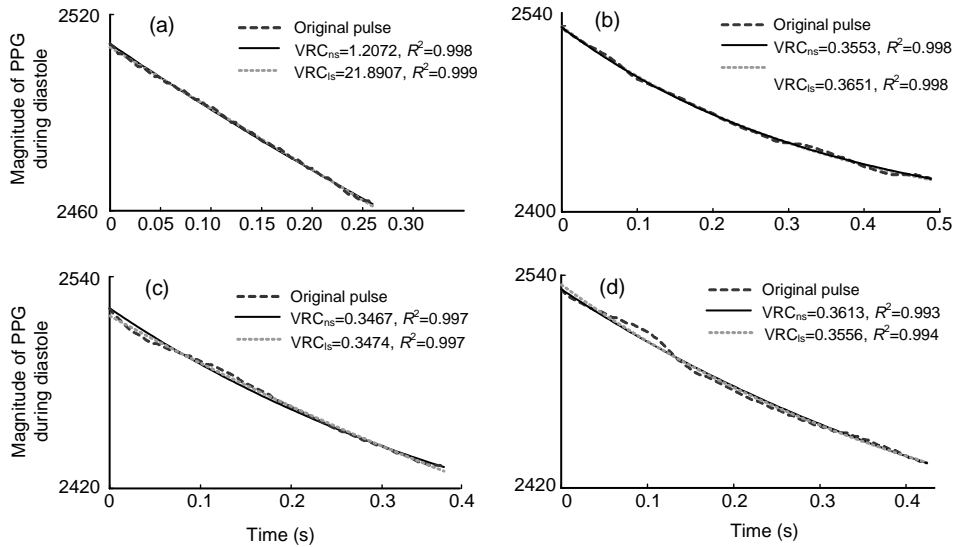 (a)
2520
Original pulse
VRCns=1.2072, R²=0.998
VRCls=21.8907, R²=0.999
Magnitude of PPG
during diastole
2460
0
0.05
0.10
0.15
0.20
0.25
0.30
(b)
2540
Original pulse
VRCns=0.3553, R²=0.998
VRCls=0.3651, R²=0.998
2400
0
0.1
0.2
0.3
0.4
0.5
(c)
2540
Original pulse
VRCns=0.3467, R²=0.997
VRCls=0.3474, R²=0.997
Magnitude of PPG
during diastole
2420
0
0.1
0.2
0.3
0.4
Time (s)
(d)
2540
Original pulse
VRCns=0.3613, R²=0.993
VRCls=0.3556, R²=0.994
2420
0
0.1
0.2
0.3
0.4
Time (s)